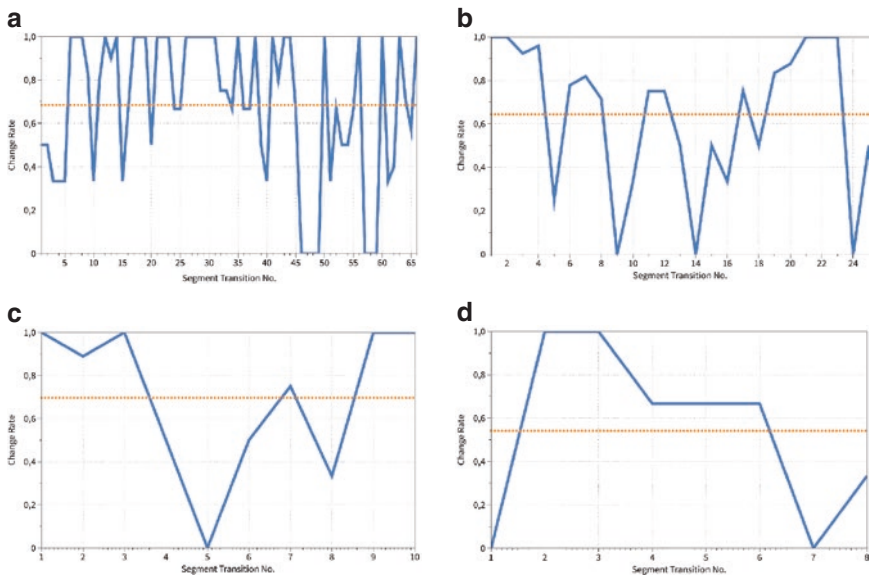 a
1,0
0,8
0,6
0,4
0,2
0
Change Rate
5 10 15 20 25 30 35 40 45 50 55 60 65
Segment Transition No.
b
1,0
0,8
0,6
0,4
0,2
0
Change Rate
2 4 6 8 10 12 14 16 18 20 22 24
Segment Transition No.
c
1,0
0,8
0,6
0,4
0,2
0
Change Rate
1 2 3 4 5 6 7 8 9 10
Segment Transition No.
d
1,0
0,8
0,6
0,4
0,2
0
Change Rate
1 2 3 4 5 6 7 8
Segment Transition No.